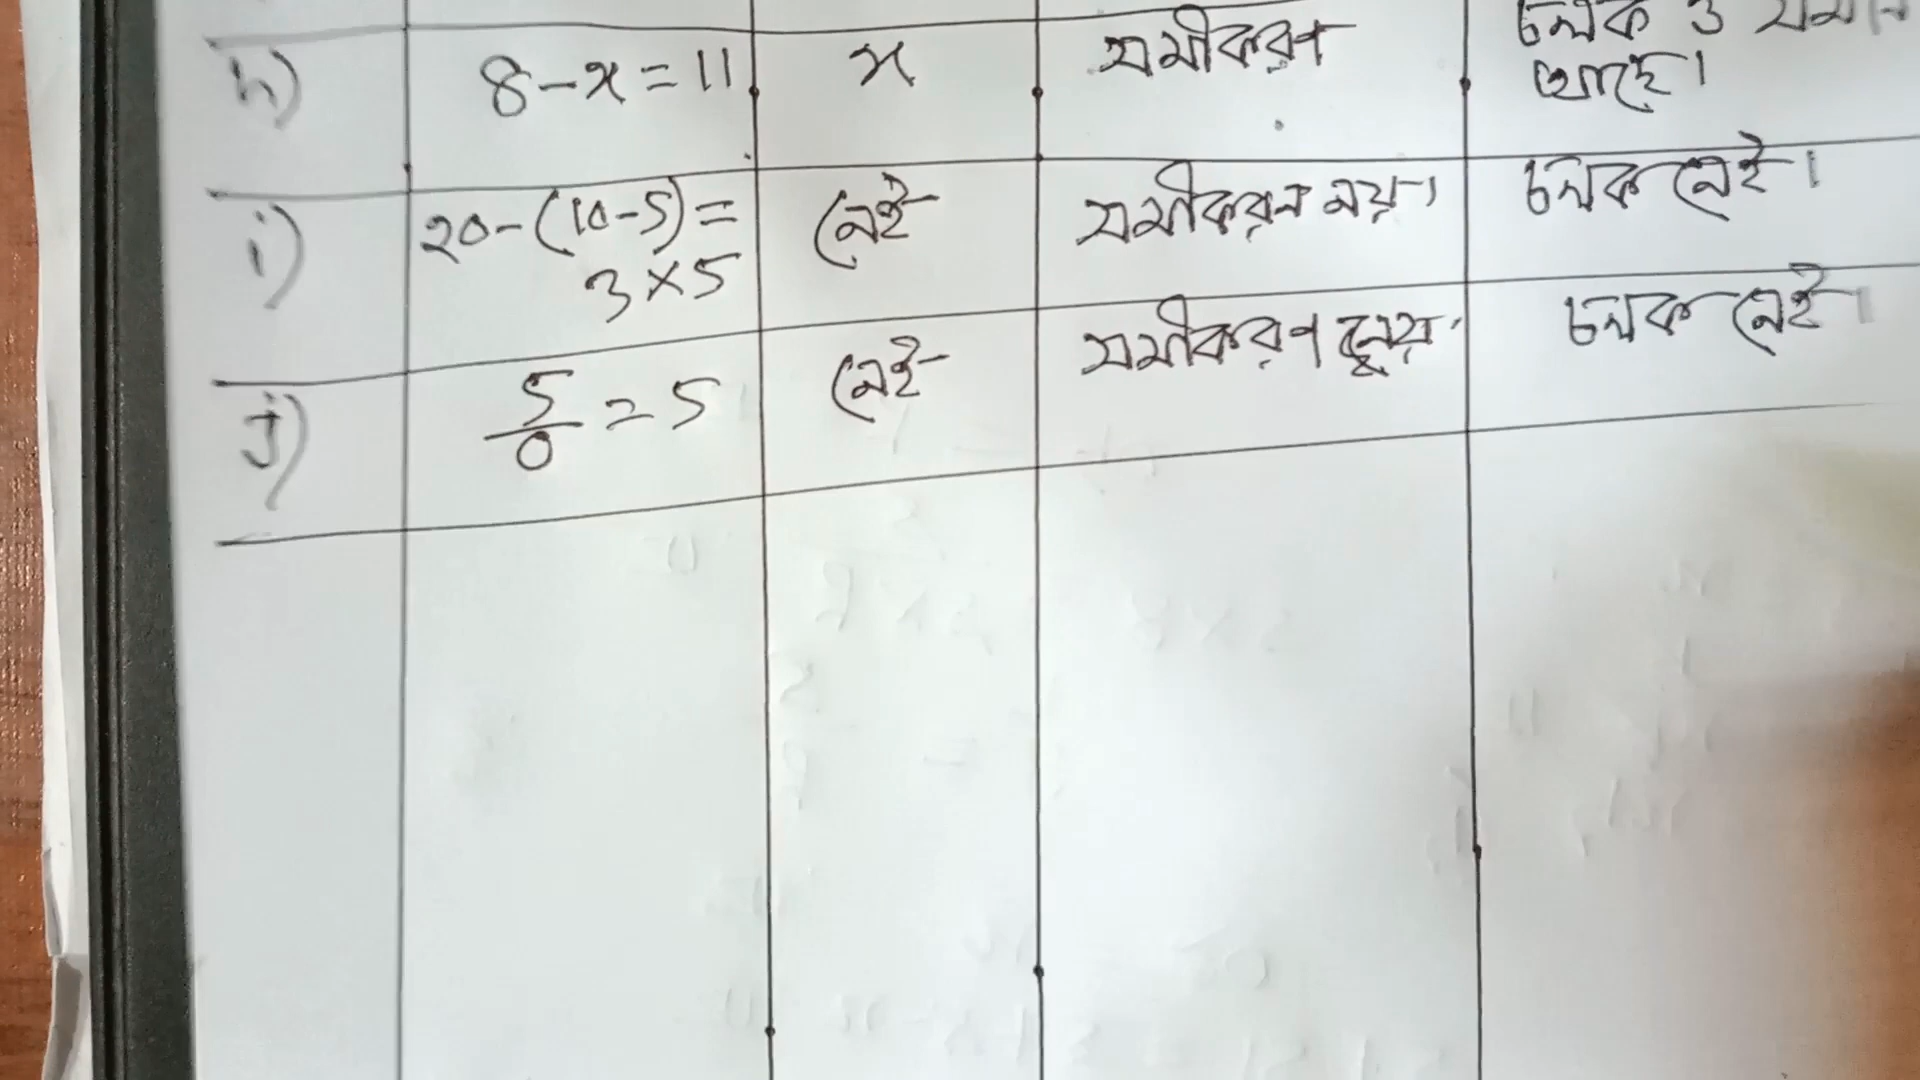 h) 8-x=11 x সমীকরণ চলক ও সমান
আছে।
i) 20-(10-5)= নেই সমীকরণ নয়। চলক নেই।
3×5
j) 5/0=5 নেই সমীকরণ নয়। চলক নেই।